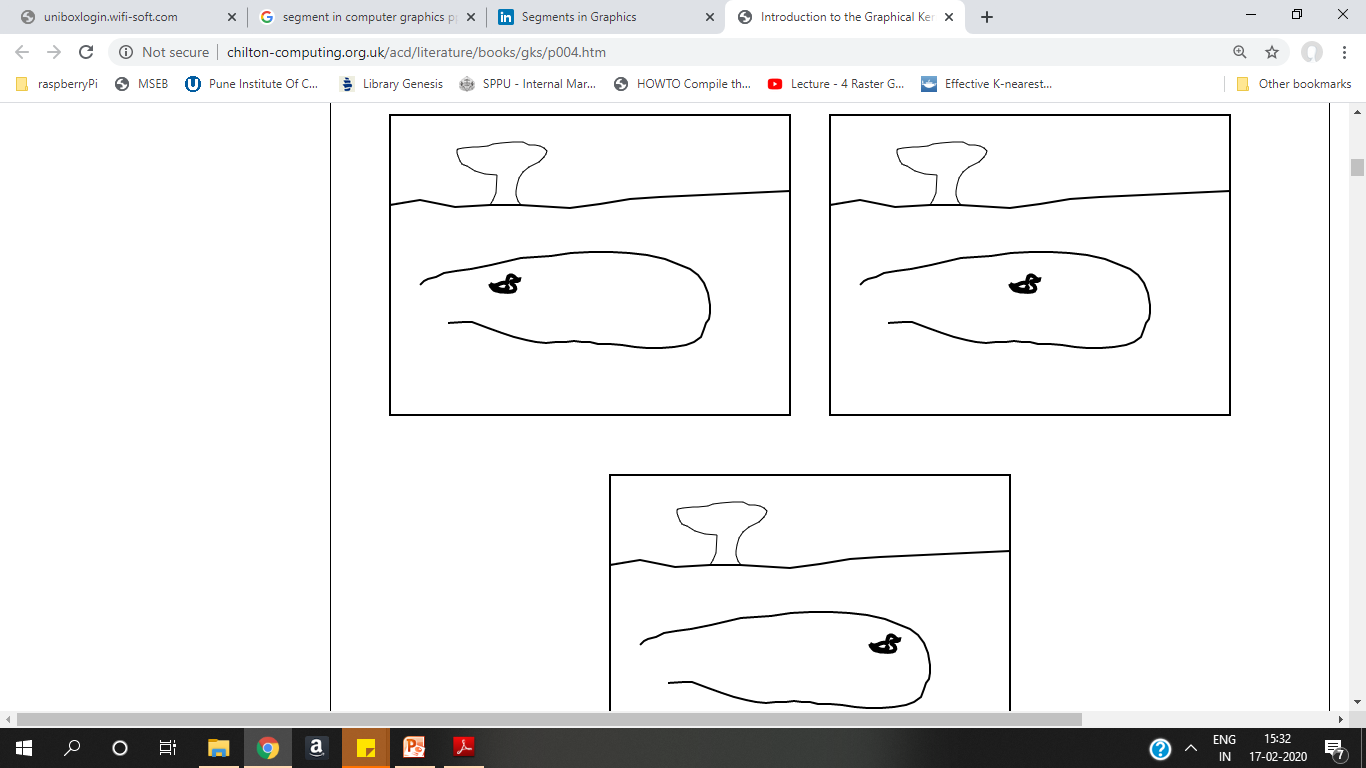 uniboxlogin.wifi-soft.com
segment in computer graphics pp
Segments in Graphics
Introduction to the Graphical Ker
Not secure | chilton-computing.org.uk/acd/literature/books/gks/p004.htm
raspberryPi MSEB Pune Institute Of C... Library Genesis SPPU - Internal Mar... HOWTO Compile th... Lecture - 4 Raster G... Effective K-nearest... Other bookmarks
ENG 15:32
IN 17-02-2020 7